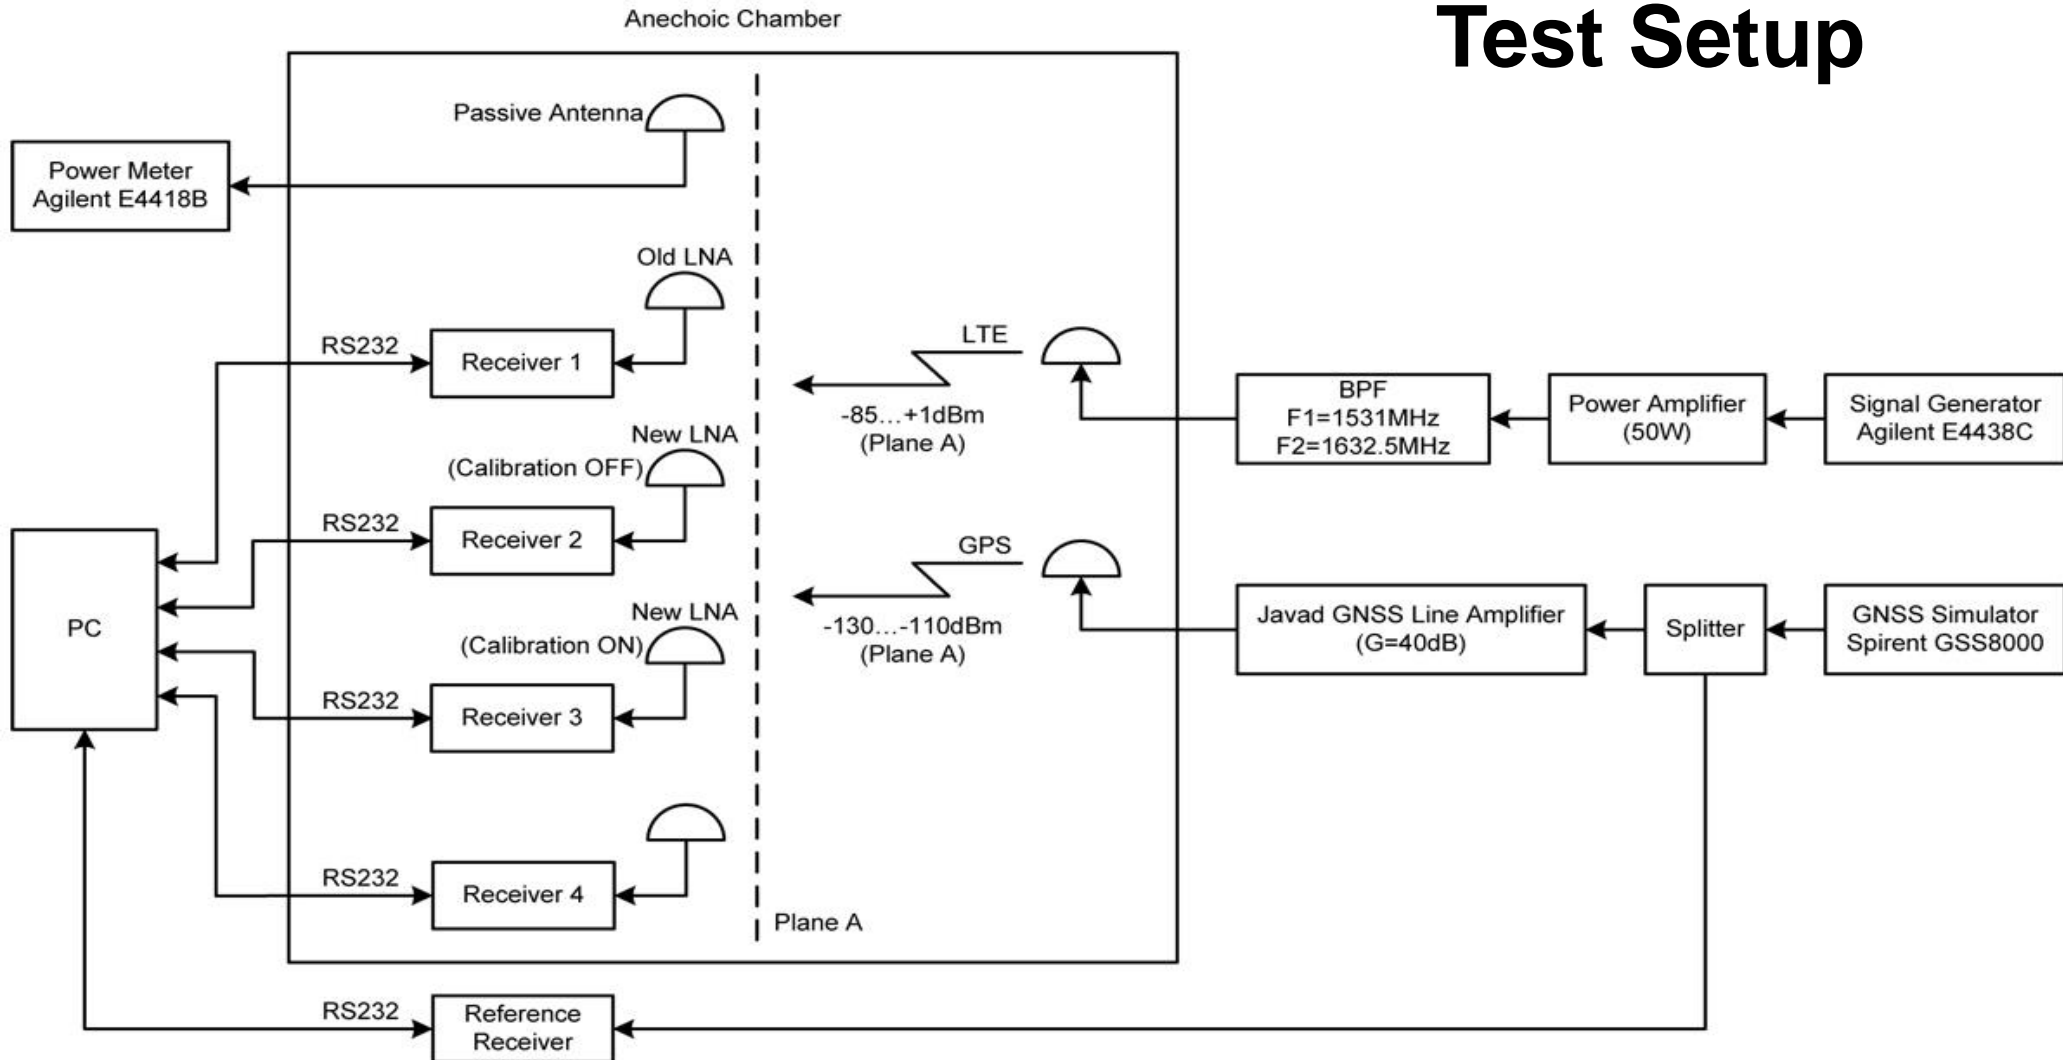 Test Setup
Anechoic Chamber
Passive Antenna
Power Meter
Agilent E4418B
Old LNA
RS232
Receiver 1
LTE
-85…+1dBm
(Plane A)
BPF
F1=1531MHz
F2=1632.5MHz
Power Amplifier
(50W)
Signal Generator
Agilent E4438C
New LNA
(Calibration OFF)
RS232
Receiver 2
GPS
-130…-110dBm
(Plane A)
Javad GNSS Line Amplifier
(G=40dB)
Splitter
GNSS Simulator
Spirent GSS8000
PC
New LNA
(Calibration ON)
RS232
Receiver 3
RS232
Receiver 4
Plane A
RS232
Reference
Receiver